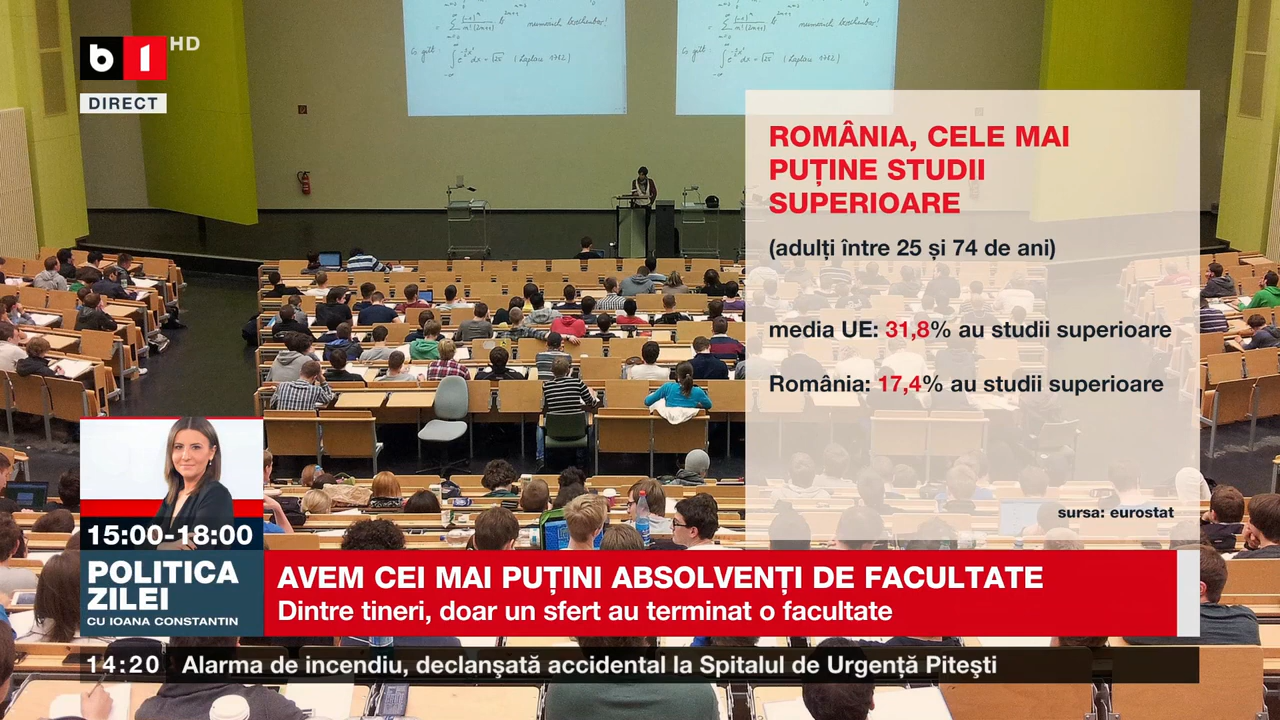 b1 HD
DIRECT
ROMÂNIA, CELE MAI
PUȚINE STUDII
SUPERIOARE
(adulți între 25 și 74 de ani)
media UE: 31,8% au studii superioare
România: 17,4% au studii superioare
sursa: eurostat
15:00-18:00
POLITICA
ZILEI
CU IOANA CONSTANTIN
AVEM CEI MAI PUȚINI ABSOLVENȚI DE FACULTATE
Dintre tineri, doar un sfert au terminat o facultate
14:20 Alarma de incendiu, declanşată accidental la Spitalul de Urgenţă Piteşti